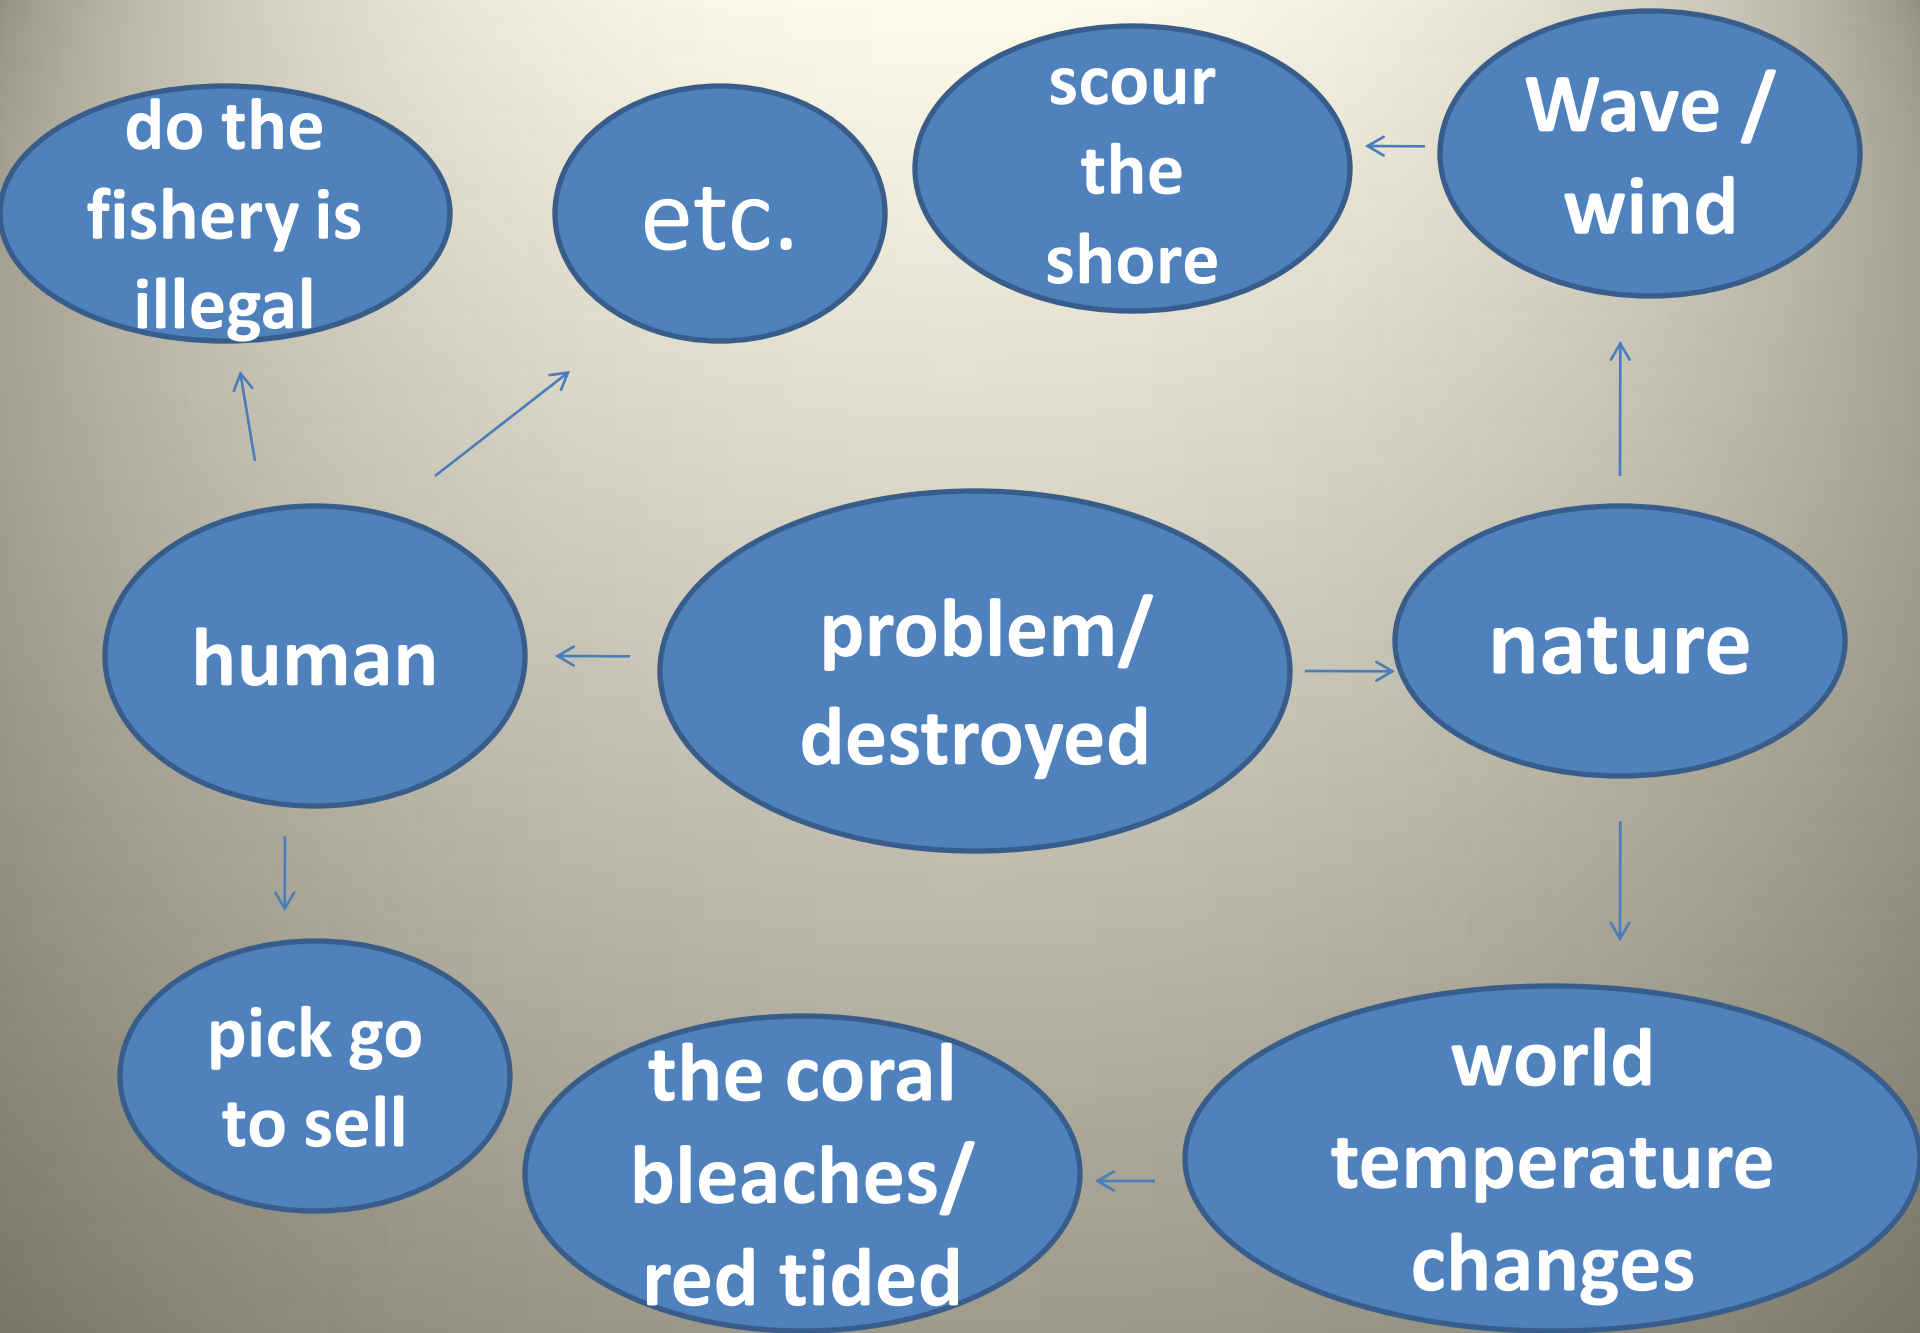 do the
fishery is
illegal
etc.
scour
the
shore
Wave /
wind
human
problem/
destroyed
nature
pick go
to sell
the coral
bleaches/
red tided
world
temperature
changes